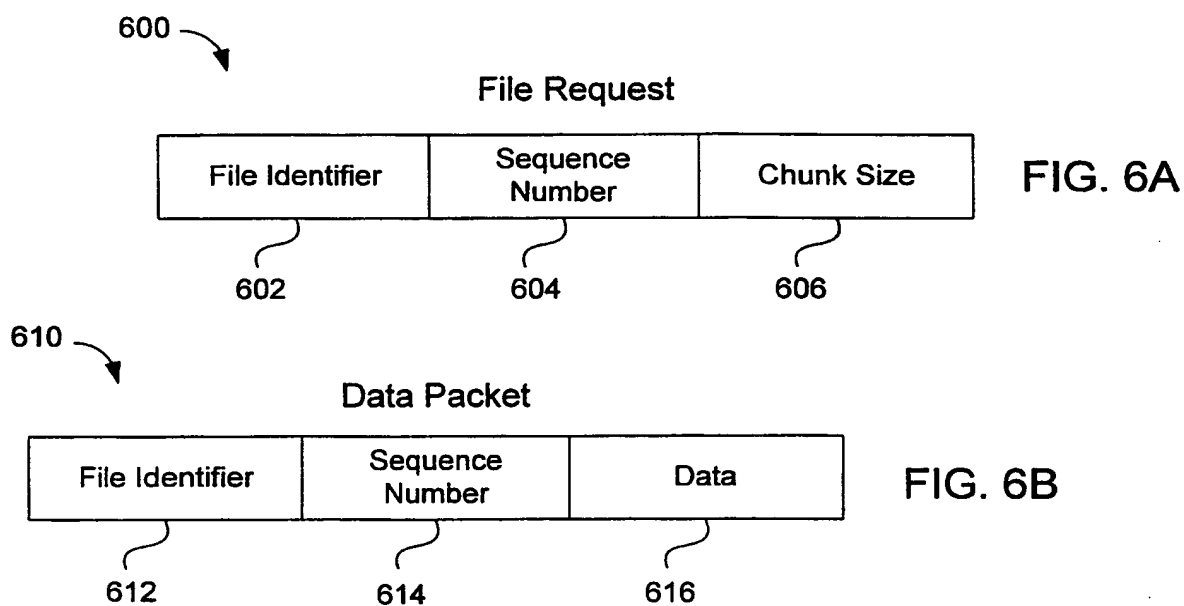 600
File Request
File Identifier
Sequence
Number
Chunk Size
FIG. 6A
602
604
606
610
Data Packet
File Identifier
Sequence
Number
Data
FIG. 6B
612
614
616